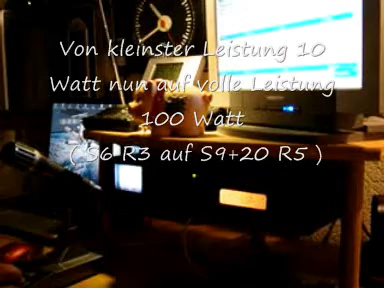 Von kleinster Leistung 10
Watt nun auf volle Leistung
100 Watt
( S6 R3 auf S9+20 R5 )